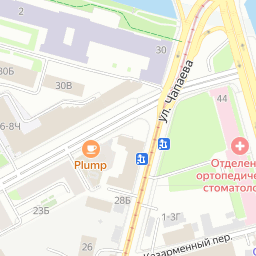 2
30
30Б
30В
ул. Чапаева
44
6-8Ч
Plump
Отделен
ортопедиче
стоматоло
28Б
23Б
1-3Г
26
Казарменный пер.